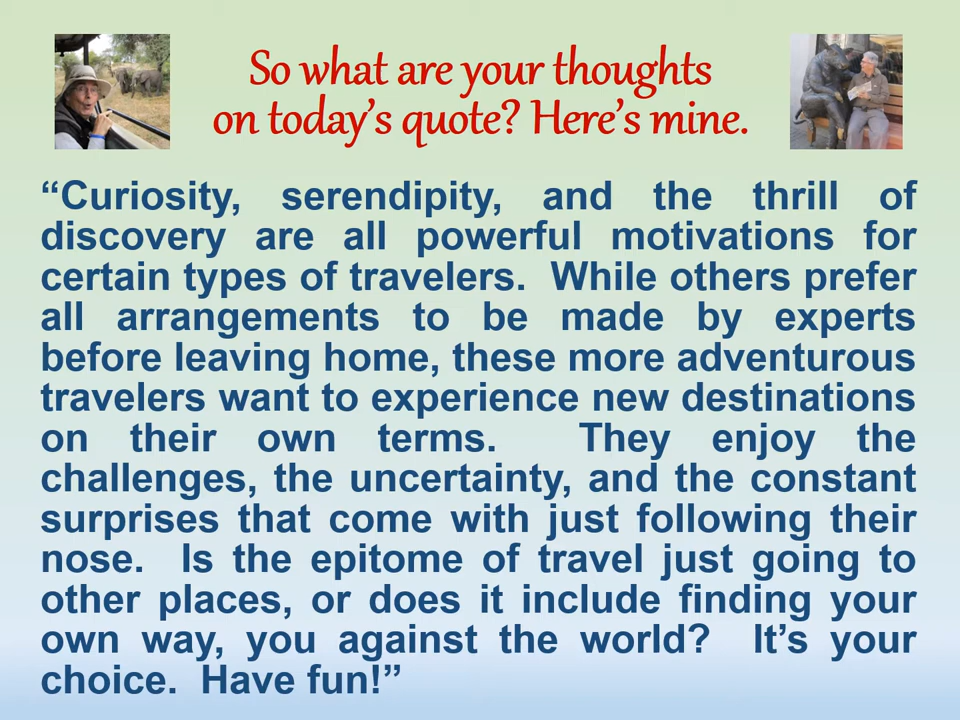 So what are your thoughts
on today’s quote? Here’s mine.
“Curiosity, serendipity, and the thrill of
discovery are all powerful motivations for
certain types of travelers.  While others prefer
all arrangements to be made by experts
before leaving home, these more adventurous
travelers want to experience new destinations
on their own terms.  They enjoy the
challenges, the uncertainty, and the constant
surprises that come with just following their
nose.  Is the epitome of travel just going to
other places, or does it include finding your
own way, you against the world?  It’s your
choice.  Have fun!”